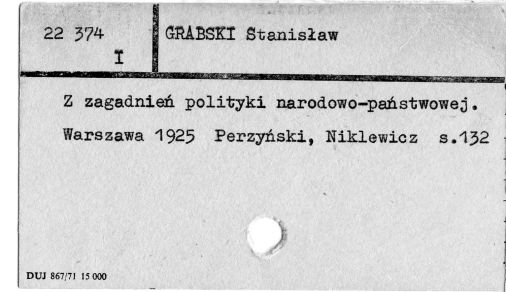 22 374
I
GRABSKI Stanisław
Z zagadnień polityki narodowo-państwowej.
Warszawa 1925 Perzyński, Niklewicz s.132
DUJ 867/71 15 000